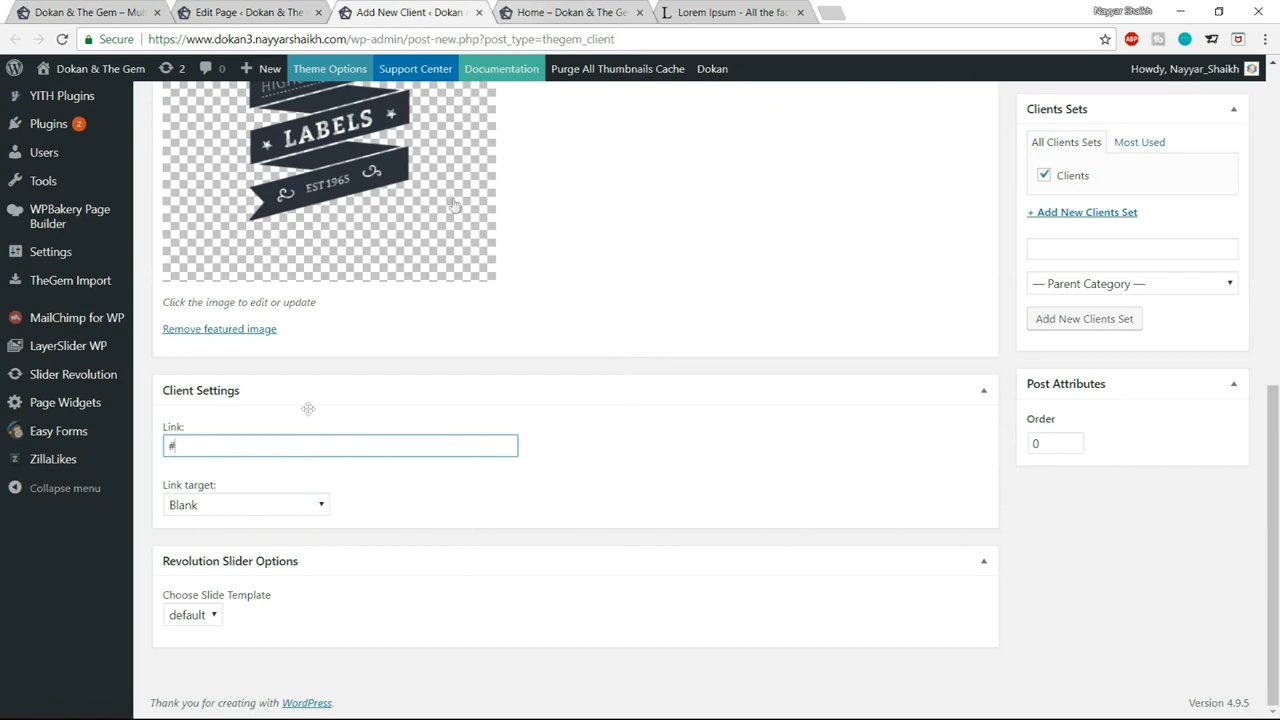 Dokan & The Gem – Mult
Edit Page ‹ Dokan & The
Add New Client ‹ Dokan
Home – Dokan & The Ge
Lorem Ipsum - All the fac
Nayyar Shaikh
Secure
https://www.dokan3.nayyarshaikh.com/wp-admin/post-new.php?post_type=thegem_client
ABP
Dokan & The Gem
2
0
New
Theme Options
Support Center
Documentation
Purge All Thumbnails Cache
Dokan
Howdy, Nayyar_Shaikh
YITH Plugins
Plugins 2
Users
Tools
WPBakery Page
Builder
Settings
TheGem Import
MailChimp for WP
LayerSlider WP
Slider Revolution
Page Widgets
Easy Forms
ZillaLikes
Collapse menu
LABELS
EST 1965
Click the image to edit or update
Remove featured image
Client Settings
Link:
#
Link target:
Blank
Revolution Slider Options
Choose Slide Template
default
Clients Sets
All Clients Sets
Most Used
Clients
+ Add New Clients Set
— Parent Category —
Add New Clients Set
Post Attributes
Order
0
Thank you for creating with WordPress.
Version 4.9.5